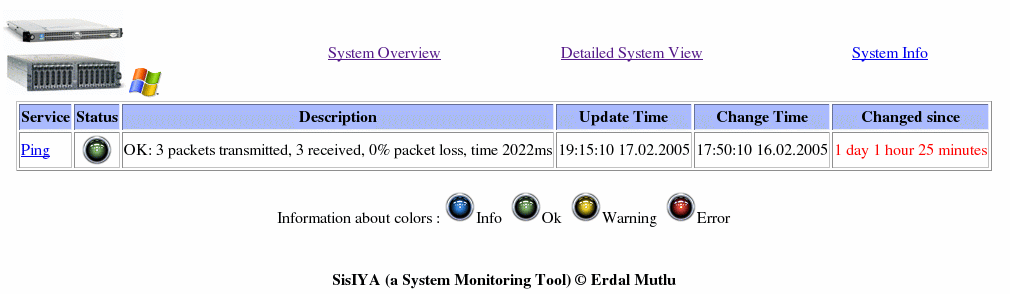 System Overview Detailed System View System Info
Service Status Description Update Time Change Time Changed since
Ping OK: 3 packets transmitted, 3 received, 0% packet loss, time 2022ms 19:15:10 17.02.2005 17:50:10 16.02.2005 1 day 1 hour 25 minutes
Information about colors : Info Ok Warning Error
SisIYA (a System Monitoring Tool) © Erdal Mutlu